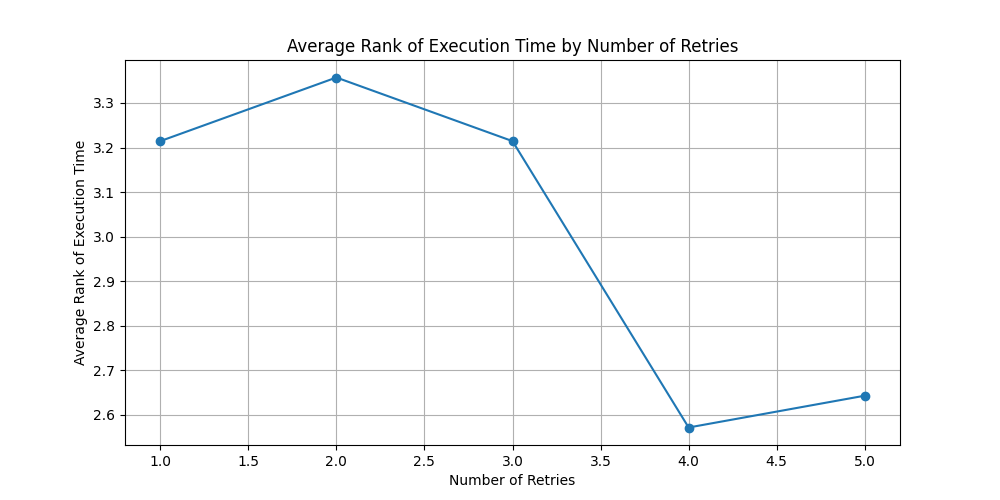 Average Rank of Execution Time by Number of Retries
Average Rank of Execution Time
3.3
3.2
3.1
3.0
2.9
2.8
2.7
2.6
1.0 1.5 2.0 2.5 3.0 3.5 4.0 4.5 5.0
Number of Retries